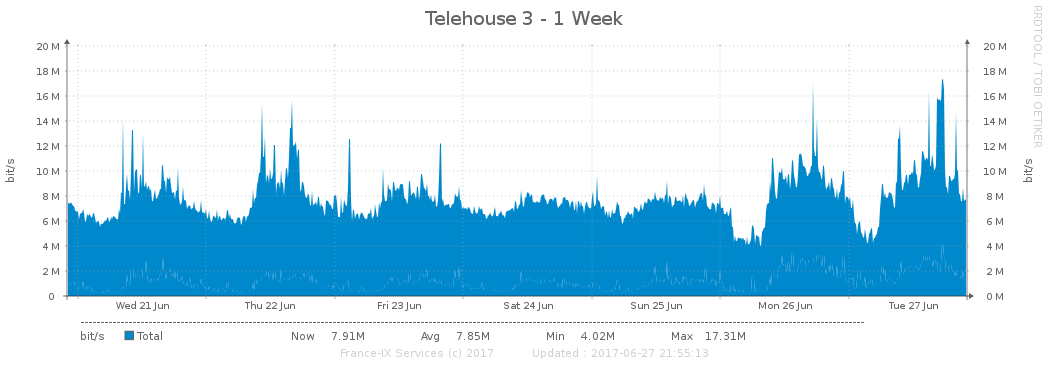 Telehouse 3 - 1 Week
RRDTOOL / TOBI OETIKER
bit/s
20 M
18 M
16 M
14 M
12 M
10 M
8 M
6 M
4 M
2 M
0
20 M
18 M
16 M
14 M
12 M
10 M
8 M
6 M
4 M
2 M
0 M
bit/s
Wed 21 Jun Thu 22 Jun Fri 23 Jun Sat 24 Jun Sun 25 Jun Mon 26 Jun Tue 27 Jun
bit/s Total Now 7.91M Avg 7.85M Min 4.02M Max 17.31M
France-IX Services (c) 2017 Updated : 2017-06-27 21:55:13